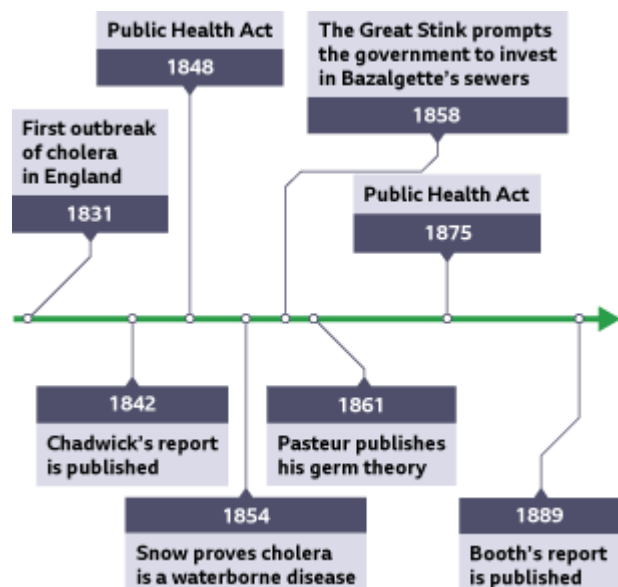 Public Health Act
1848
The Great Stink prompts
the government to invest
in Bazalgette's sewers
1858
First outbreak
of cholera
in England
1831
Public Health Act
1875
1842
Chadwick's report
is published
1861
Pasteur publishes
his germ theory
1854
Snow proves cholera
is a waterborne disease
1889
Booth's report
is published